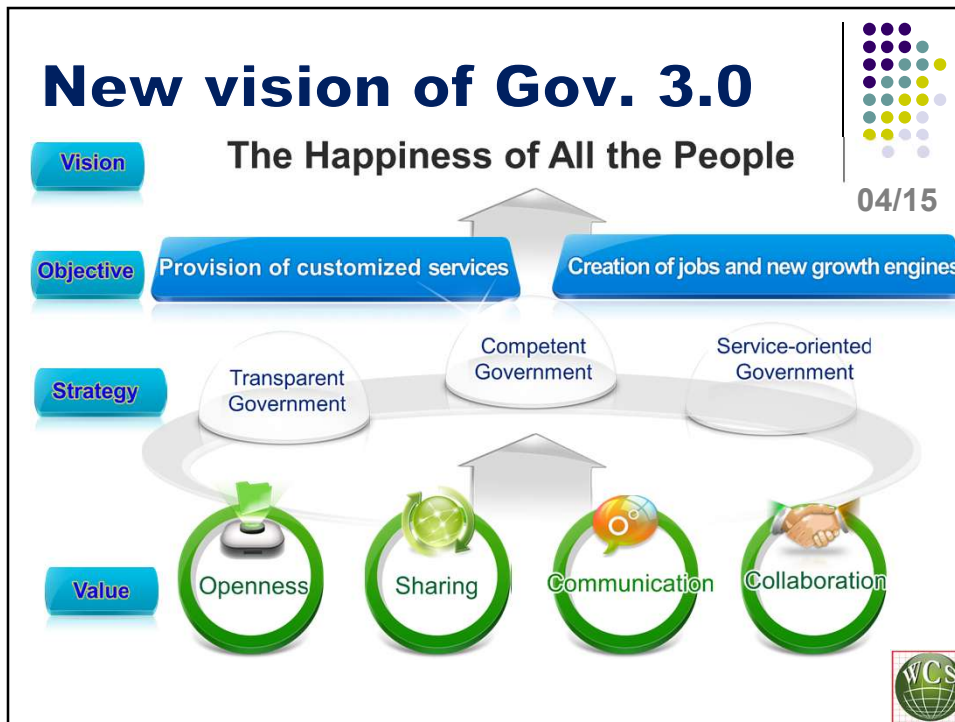 New vision of Gov. 3.0
Vision
The Happiness of All the People
04/15
Objective
Provision of customized services
Creation of jobs and new growth engines
Strategy
Transparent
Government
Competent
Government
Service-oriented
Government
Value
Openness
Sharing
Communication
Collaboration
WCS